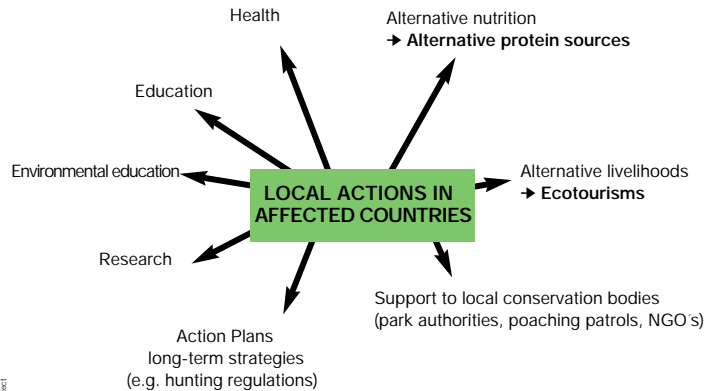 Health
Alternative nutrition
➔ Alternative protein sources
Education
Environmental education
LOCAL ACTIONS IN
AFFECTED COUNTRIES
Alternative livelihoods
➔ Ecotourisms
Research
Support to local conservation bodies
(park authorities, poaching patrols, NGO´s)
Action Plans
long-term strategies
(e.g. hunting regulations)